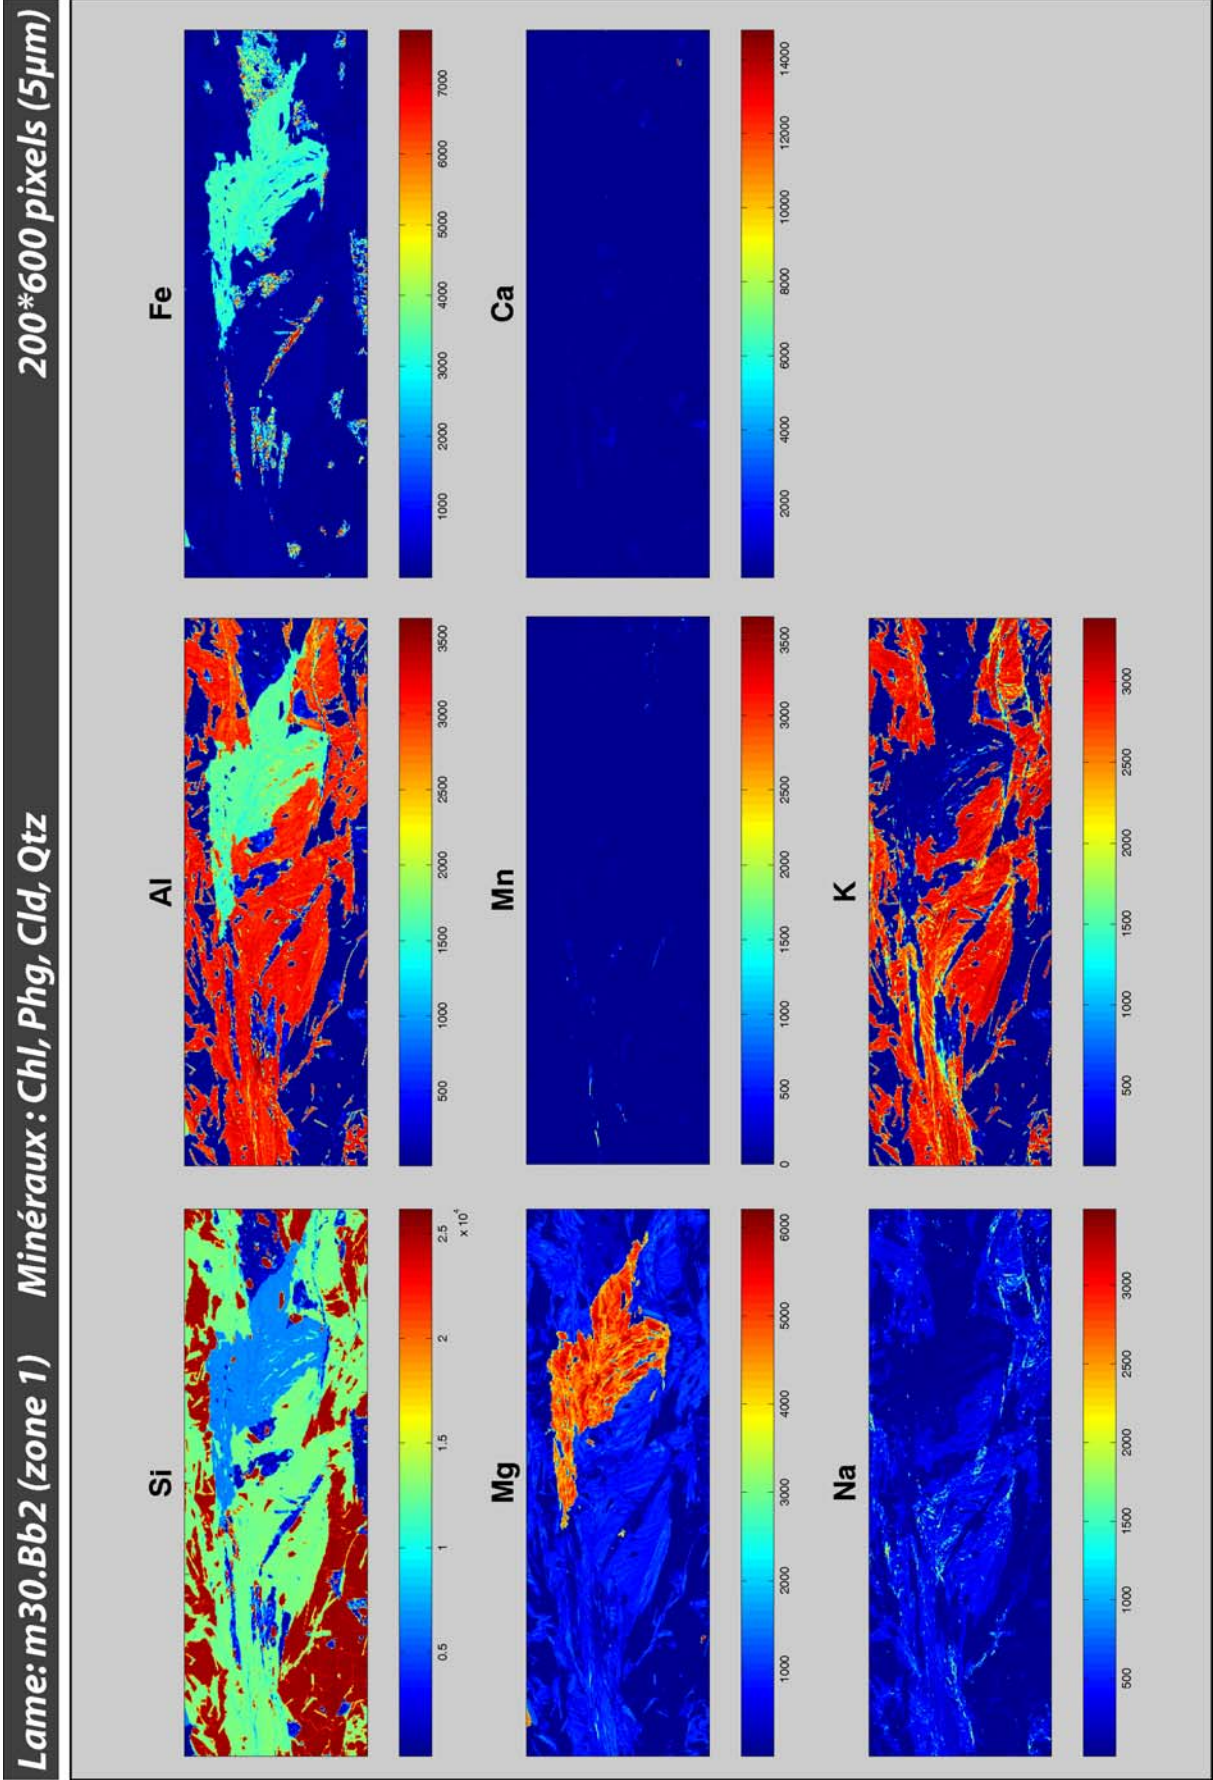 Lame: m30.Bb2 (zone 1) Minéraux : Chl, Phg, Cld, Qtz 200*600 pixels (5µm)
Si
0.5 1 1.5 2 2.5
x 10⁴
Al
500 1000 1500 2000 2500 3000 3500
Fe
1000 2000 3000 4000 5000 6000 7000
Mg
1000 2000 3000 4000 5000 6000
Mn
0 500 1000 1500 2000 2500 3000 3500
Ca
2000 4000 6000 8000 10000 12000 14000
Na
500 1000 1500 2000 2500 3000
K
500 1000 1500 2000 2500 3000